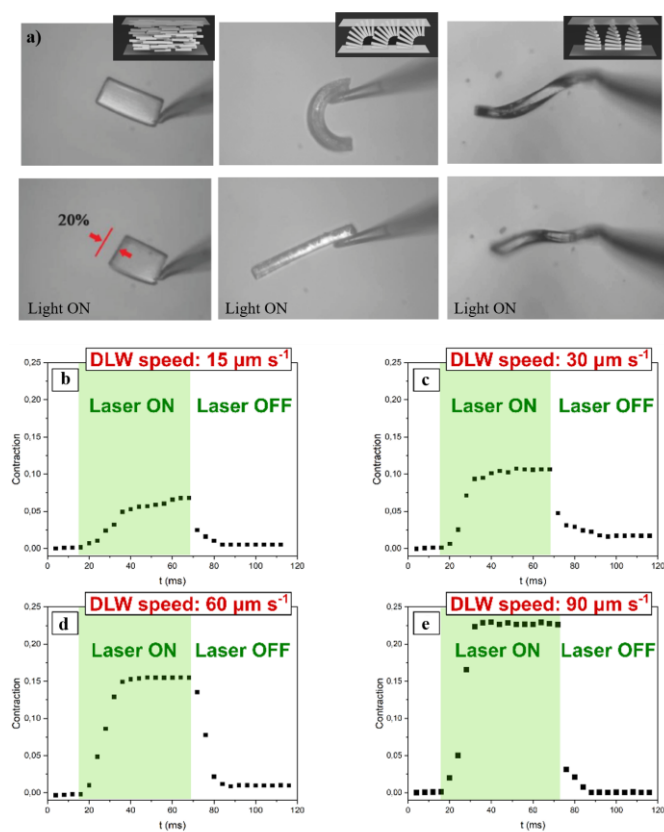 a)
20%
Light ON
Light ON
Light ON
DLW speed: 15 µm s⁻¹
b
Laser ON
Laser OFF
Contraction
0,25
0,20
0,15
0,10
0,05
0,00
0
20
40
60
80
100
120
t (ms)
DLW speed: 30 µm s⁻¹
c
Laser ON
Laser OFF
Contraction
0,25
0,20
0,15
0,10
0,05
0,00
0
20
40
60
80
100
120
t (ms)
DLW speed: 60 µm s⁻¹
d
Laser ON
Laser OFF
Contraction
0,25
0,20
0,15
0,10
0,05
0,00
0
20
40
60
80
100
120
t (ms)
DLW speed: 90 µm s⁻¹
e
Laser ON
Laser OFF
Contraction
0,25
0,20
0,15
0,10
0,05
0,00
0
20
40
60
80
100
120
t (ms)